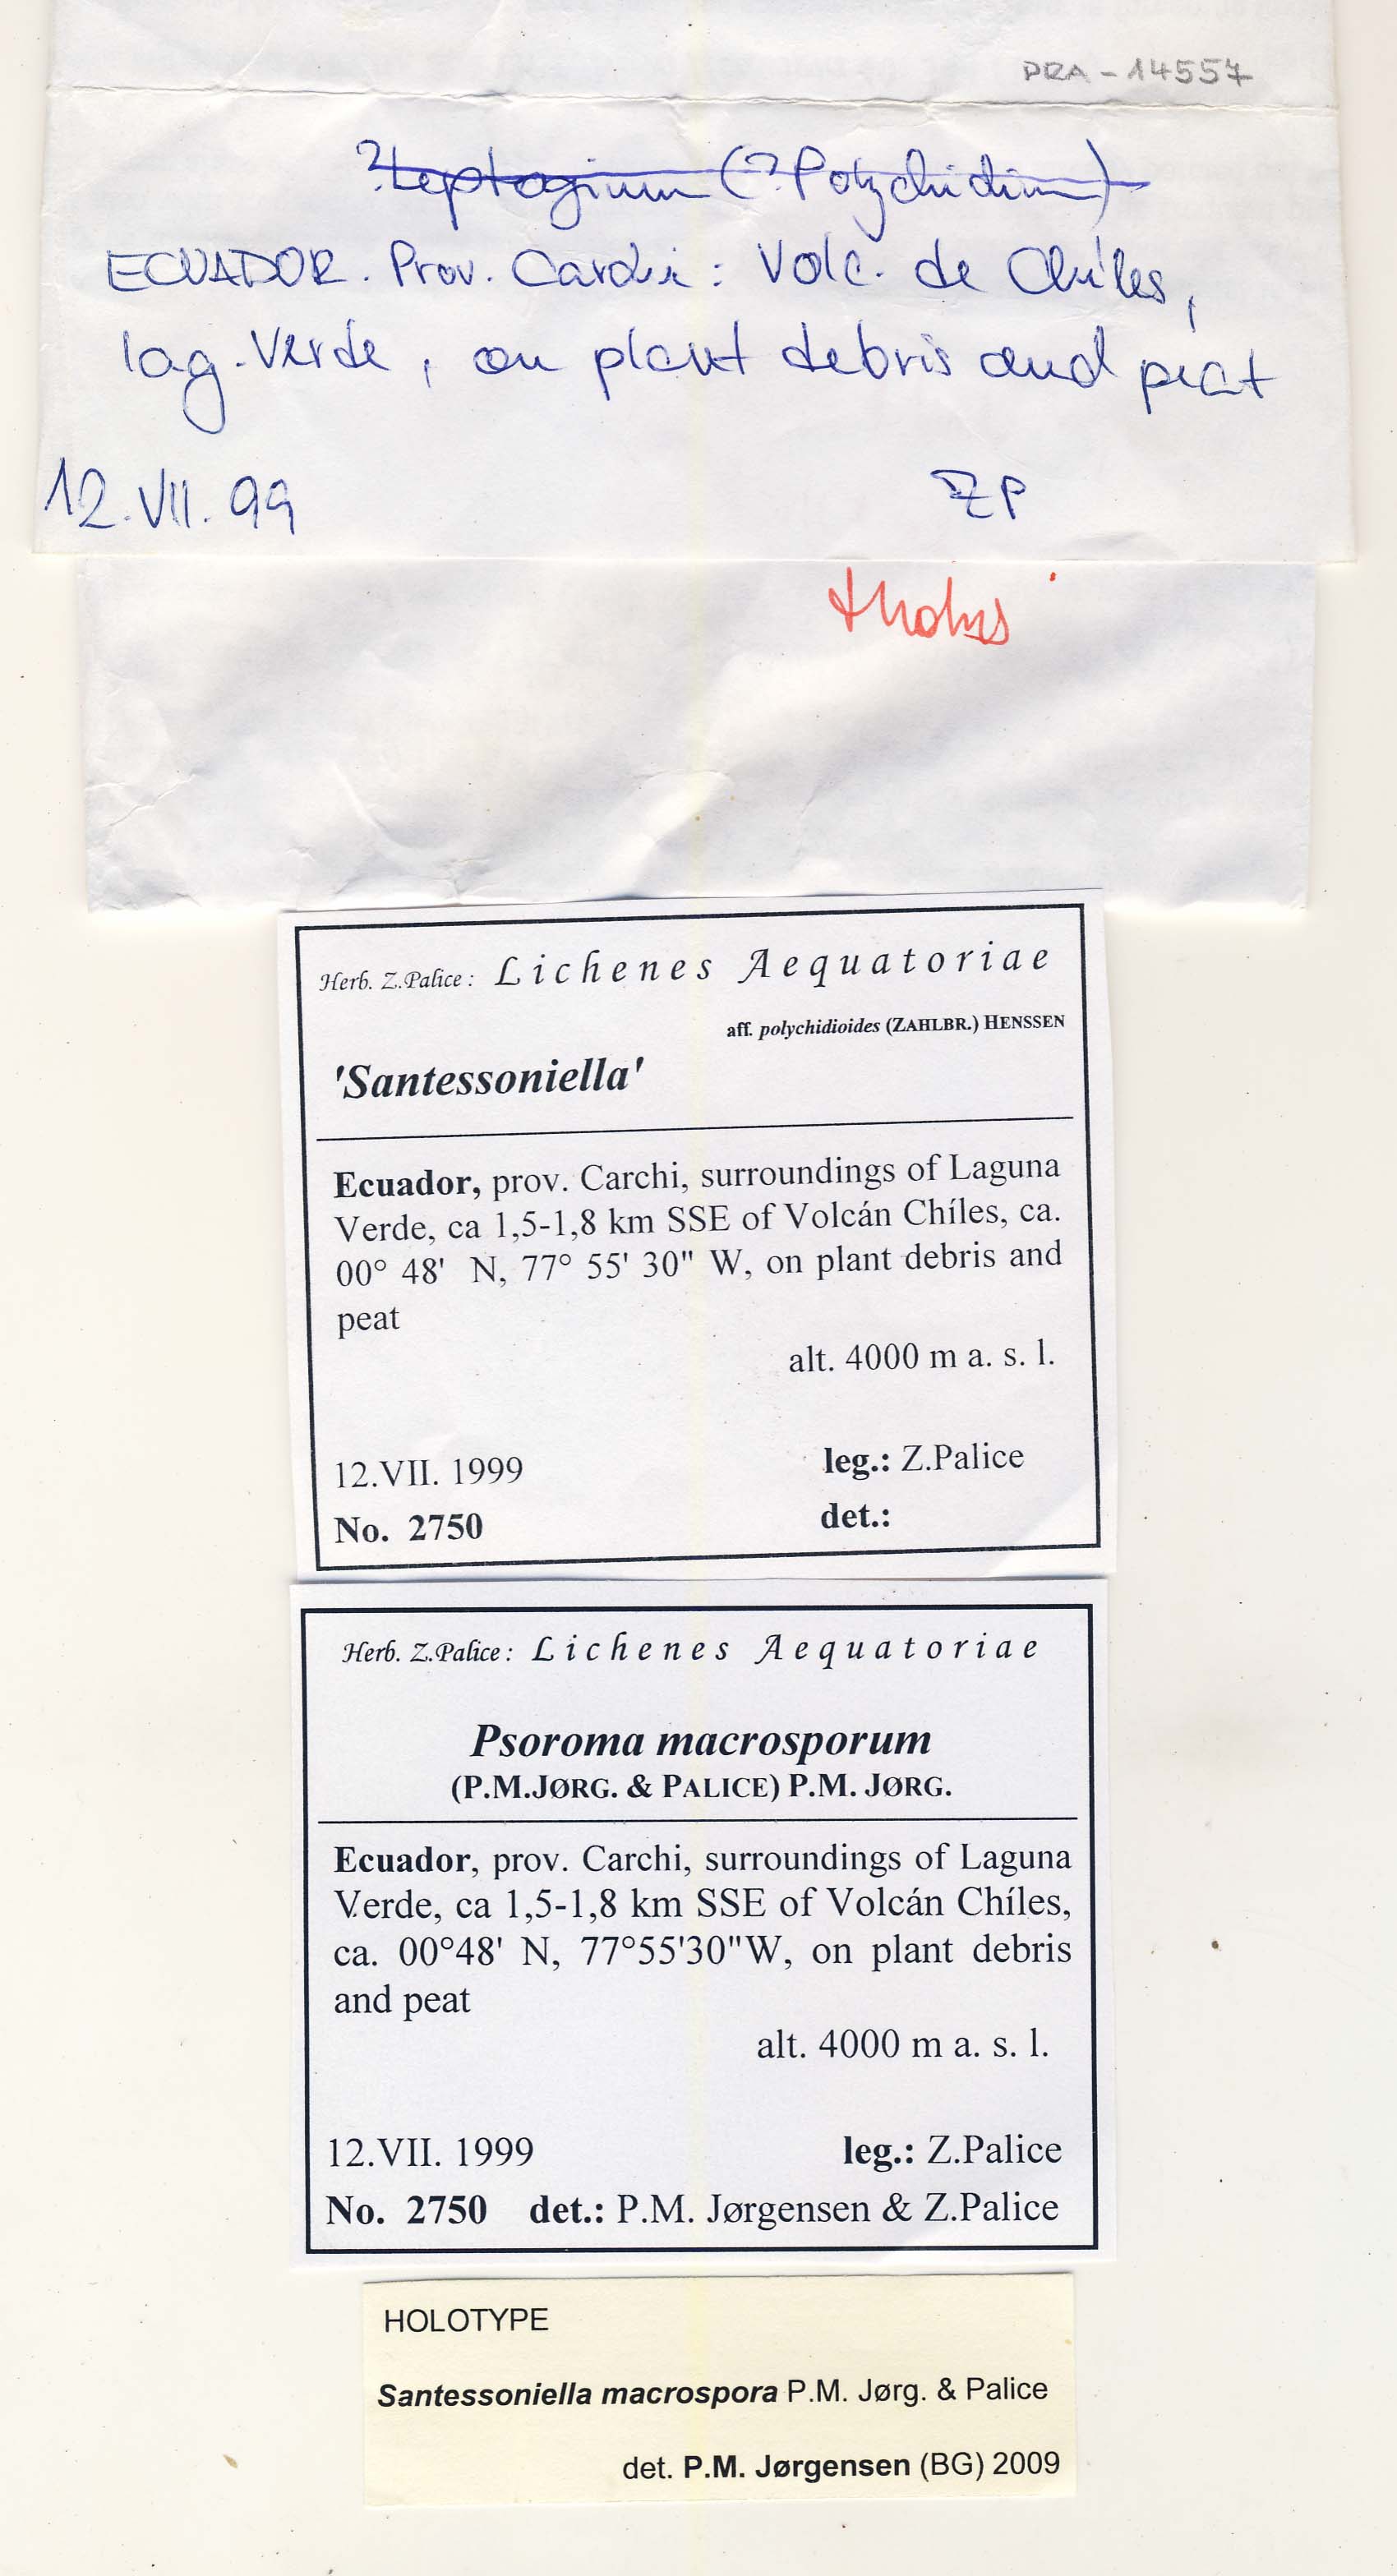 PRA - 14557
?Leptogium (?Polychidium)
ECUADOR. Prov. Carchi: Volc. de Chíles,
lag. Verde, on plant debris and peat
12.VII.99 ZP
Herb. Z.Palice: Lichenes Aequatoriae
aff. polychidioides (ZAHLBR.) HENSSEN
'Santessoniella'
Ecuador, prov. Carchi, surroundings of Laguna
Verde, ca 1,5-1,8 km SSE of Volcán Chíles, ca.
00° 48' N, 77° 55' 30" W, on plant debris and
peat
alt. 4000 m a. s. l.
12.VII. 1999 leg.: Z.Palice
No. 2750 det.:
Herb. Z.Palice: Lichenes Aequatoriae
Psoroma macrosporum
(P.M.JØRG. & PALICE) P.M. JØRG.
Ecuador, prov. Carchi, surroundings of Laguna
Verde, ca 1,5-1,8 km SSE of Volcán Chíles,
ca. 00°48' N, 77°55'30"W, on plant debris
and peat
alt. 4000 m a. s. l.
12.VII. 1999 leg.: Z.Palice
No. 2750 det.: P.M. Jørgensen & Z.Palice
HOLOTYPE
Santessoniella macrospora P.M. Jørg. & Palice
det. P.M. Jørgensen (BG) 2009